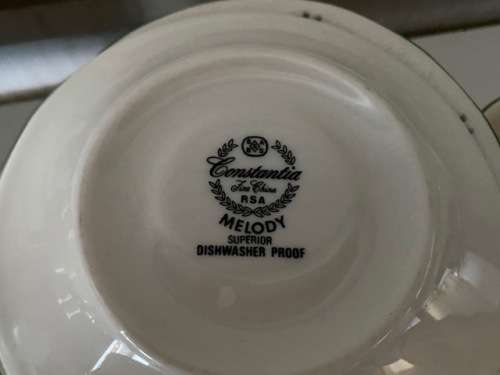 Constantia
Fine China
RSA
MELODY
SUPERIOR
DISHWASHER PROOF